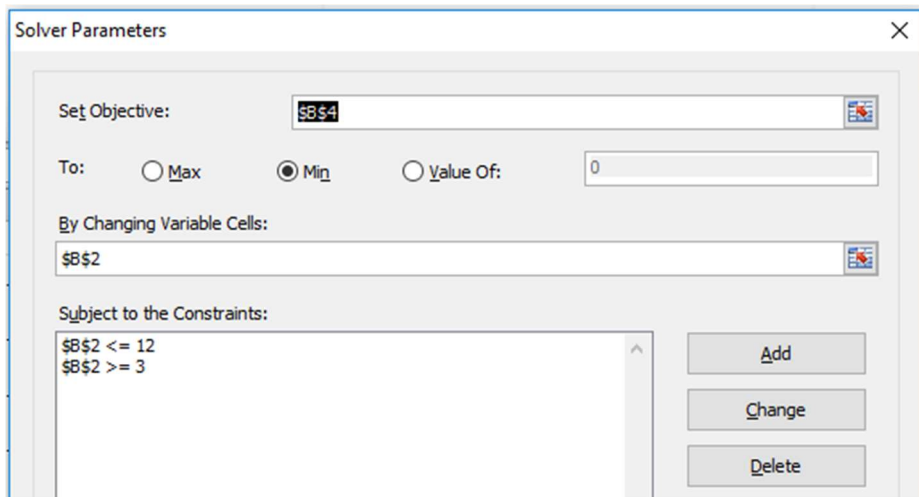 Solver Parameters
Set Objective: $B$4
To: Max Min Value Of: 0
By Changing Variable Cells:
$B$2
Subject to the Constraints:
$B$2 <= 12
$B$2 >= 3
Add
Change
Delete